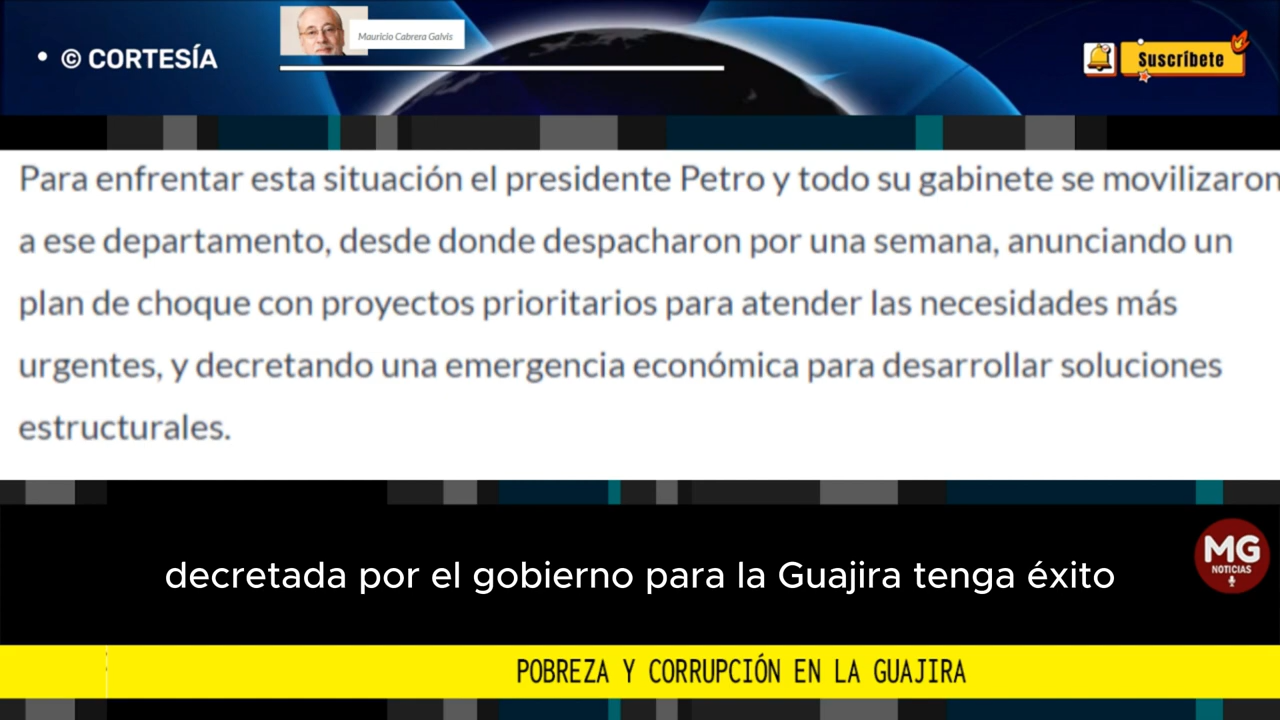 • © CORTESÍA
Mauricio Cabrera Galvis
Suscríbete
Para enfrentar esta situación el presidente Petro y todo su gabinete se movilizaron
a ese departamento, desde donde despacharon por una semana, anunciando un
plan de choque con proyectos prioritarios para atender las necesidades más
urgentes, y decretando una emergencia económica para desarrollar soluciones
estructurales.
decretada por el gobierno para la Guajira tenga éxito
MG
NOTICIAS
POBREZA Y CORRUPCIÓN EN LA GUAJIRA